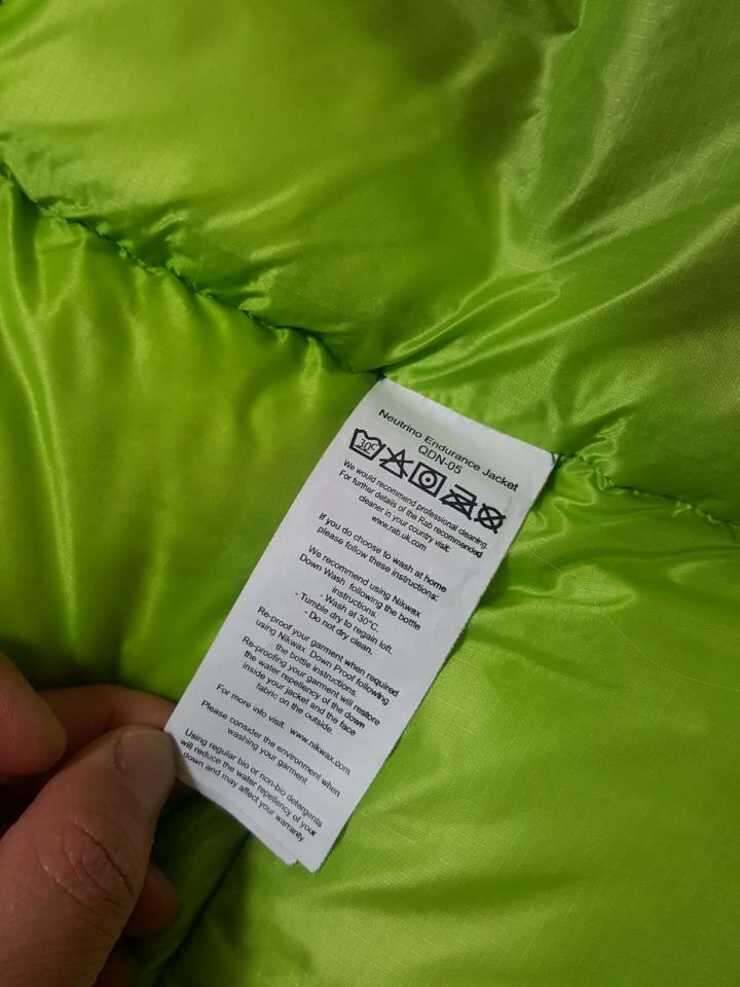 Neutrino Endurance Jacket
QDN-05
30°C
We would recommend professional cleaning.
For further details of the Rab recommended
cleaner in your country visit:
www.rab.uk.com
If you do choose to wash at home
please follow these instructions:
We recommend using Nikwax
Down Wash following the bottle
instructions.
- Wash at 30°C.
- Tumble dry to regain loft.
- Do not dry clean.
Re-proof your garment when required
using Nikwax Down Proof following
the bottle instructions.
Re-proofing your garment will restore
the water repellency of the down
inside your jacket and the face
fabric on the outside.
For more info visit. www.nikwax.com
Please consider the environment when
washing your garment
Using regular bio or non-bio detergents
will reduce the water repellency of your
down and may affect your warranty.